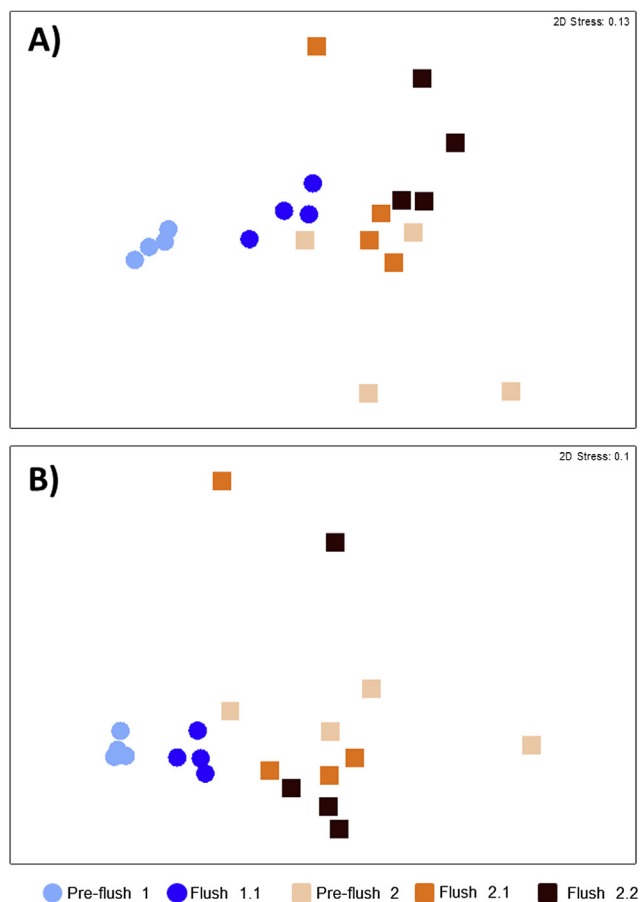 2D Stress: 0.13
A)
2D Stress: 0.1
B)
Pre-flush 1 Flush 1.1 Pre-flush 2 Flush 2.1 Flush 2.2